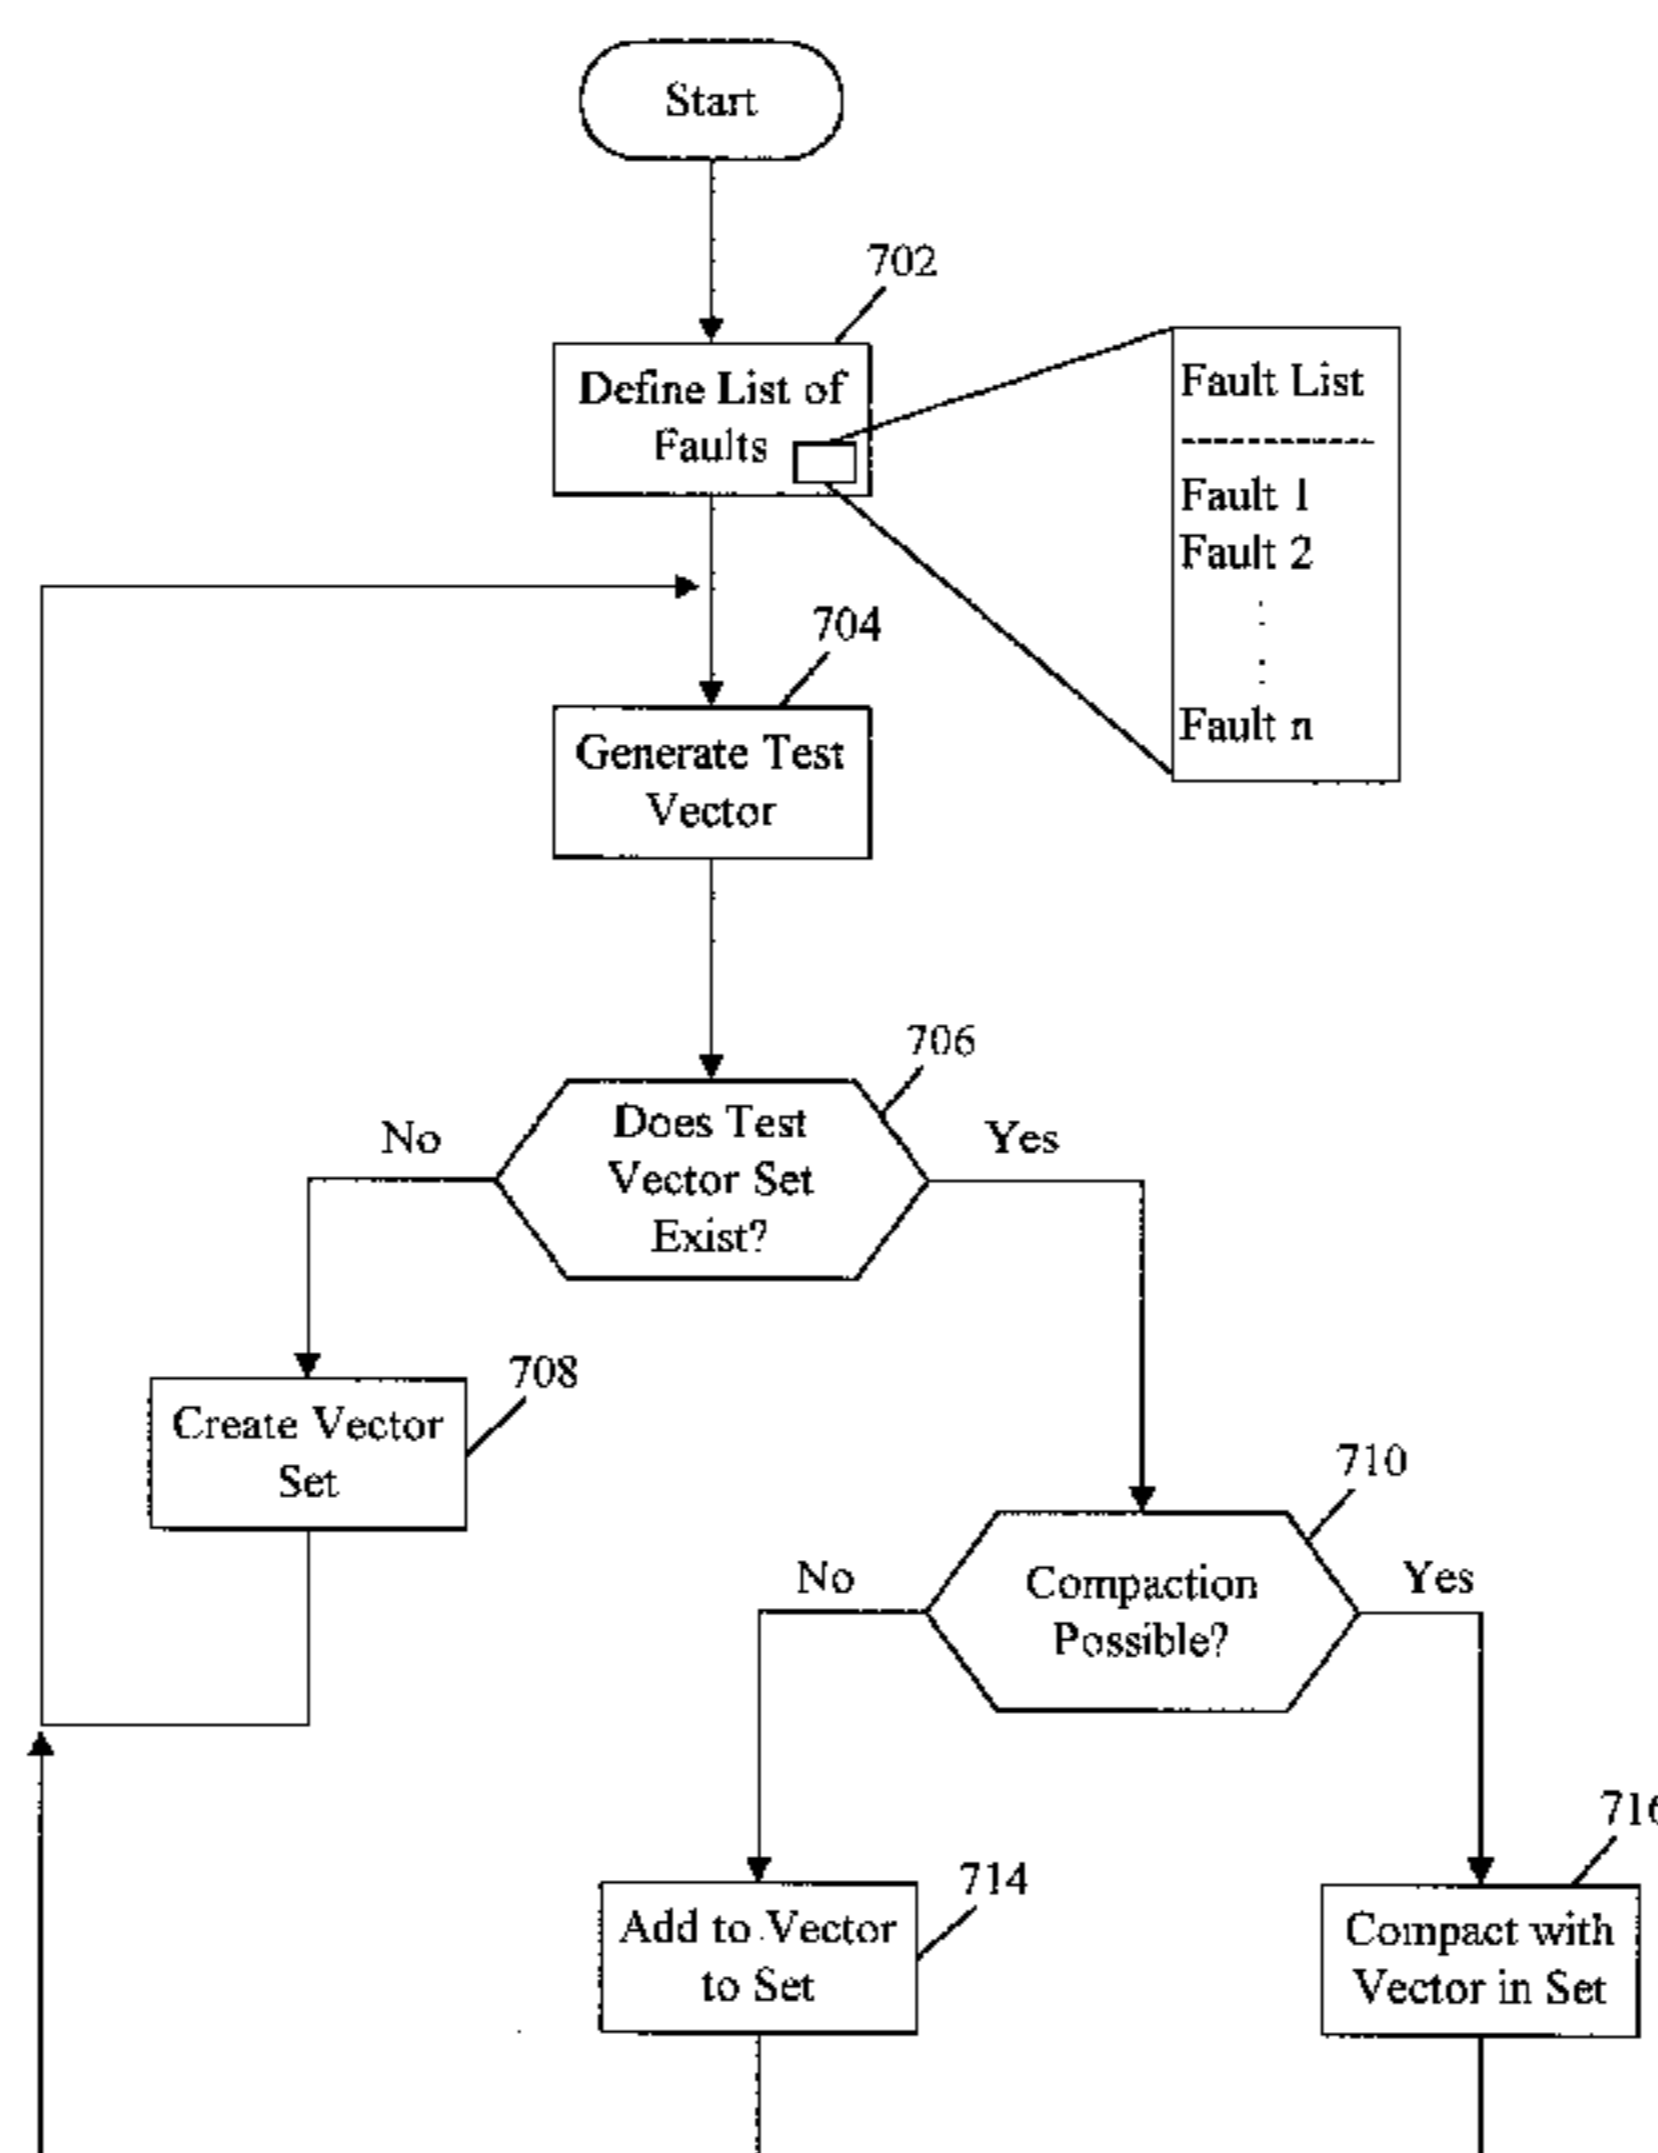 Start
702
Define List of
Faults
Fault List
--------------------
Fault 1
Fault 2
:
:
Fault n
704
Generate Test
Vector
706
Does Test
Vector Set
Exist?
No
Yes
708
Create Vector
Set
710
Compaction
Possible?
No
Yes
714
Add to Vector
to Set
716
Compact with
Vector in Set